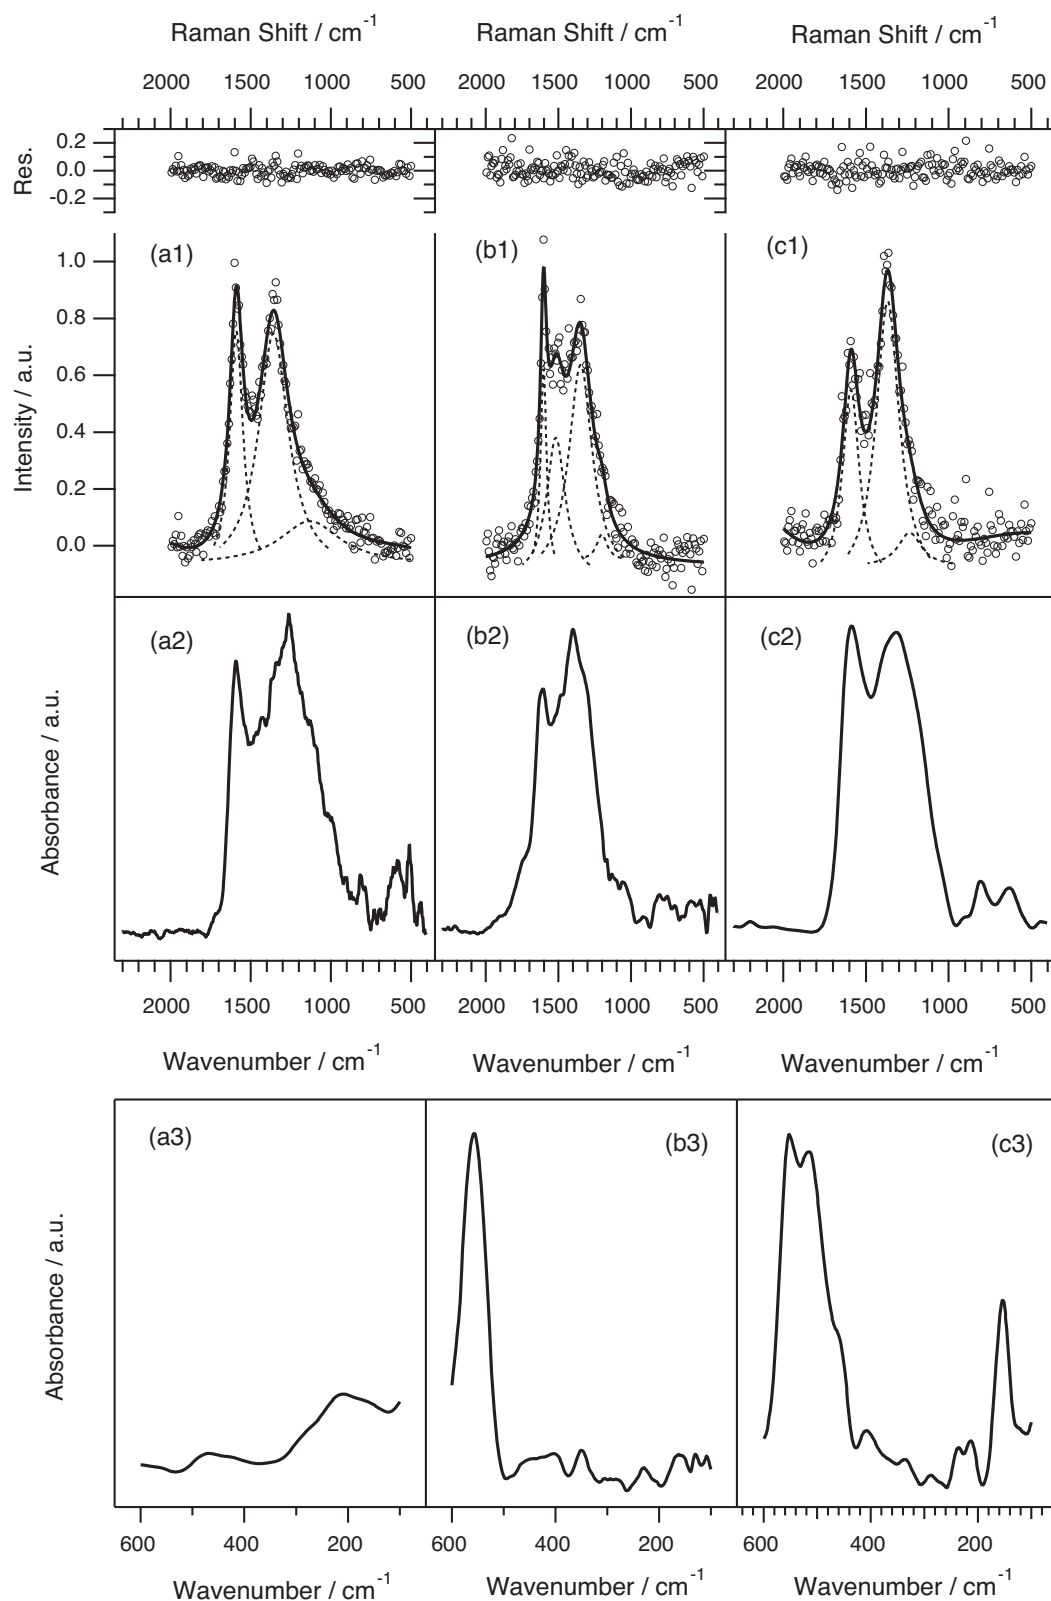 Raman Shift / cm⁻¹ Raman Shift / cm⁻¹ Raman Shift / cm⁻¹
2000 1500 1000 500 2000 1500 1000 500 2000 1500 1000 500
Res.
0.2
0.0
-0.2
(a1) (b1) (c1)
Intensity / a.u.
1.0
0.8
0.6
0.4
0.2
0.0
(a2) (b2) (c2)
Absorbance / a.u.
2000 1500 1000 500 2000 1500 1000 500 2000 1500 1000 500
Wavenumber / cm⁻¹ Wavenumber / cm⁻¹ Wavenumber / cm⁻¹
(a3) (b3) (c3)
Absorbance / a.u.
600 400 200 600 400 200 600 400 200
Wavenumber / cm⁻¹ Wavenumber / cm⁻¹ Wavenumber / cm⁻¹